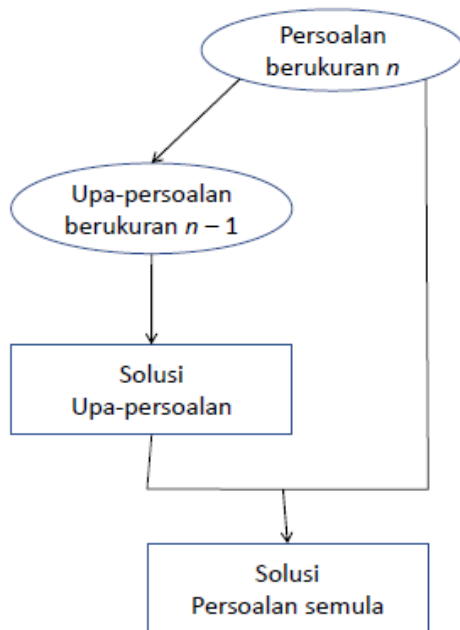 Persoalan
berukuran n
Upa-persoalan
berukuran n – 1
Solusi
Upa-persoalan
Solusi
Persoalan semula